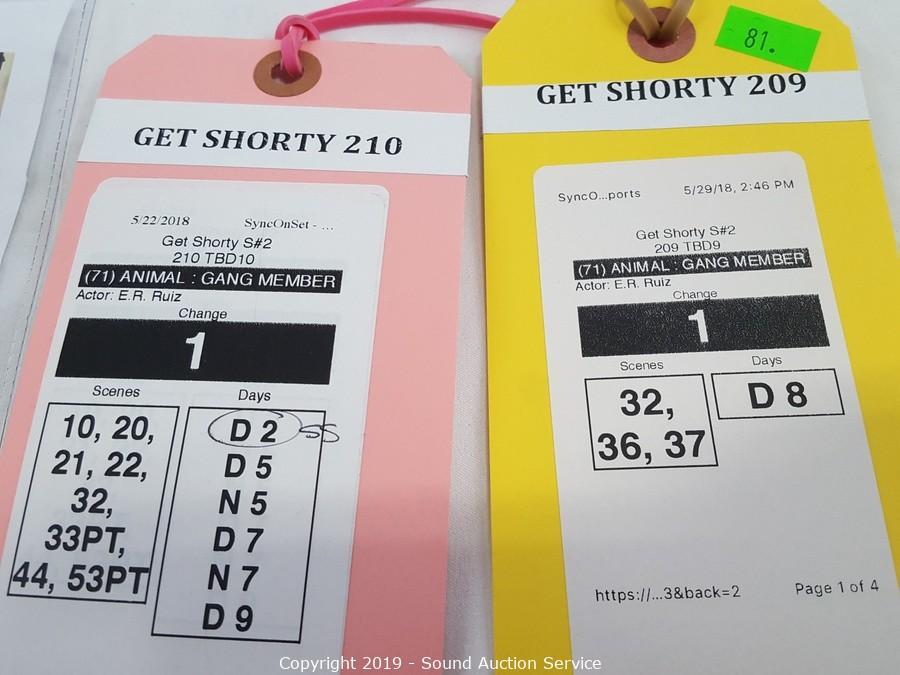 GET SHORTY 210
5/22/2018 SyncOnSet - ...
Get Shorty S#2
210 TBD10
(71) ANIMAL : GANG MEMBER
Actor: E.R. Ruiz
Change
1
Scenes
10, 20,
21, 22,
32,
33PT,
44, 53PT
Days
D 2 SS
D 5
N 5
D 7
N 7
D 9
81.
GET SHORTY 209
SyncO...ports 5/29/18, 2:46 PM
Get Shorty S#2
209 TBD9
(71) ANIMAL : GANG MEMBER
Actor: E.R. Ruiz
Change
1
Scenes
32,
36, 37
Days
D 8
https://...3&back=2 Page 1 of 4
Copyright 2019 - Sound Auction Service